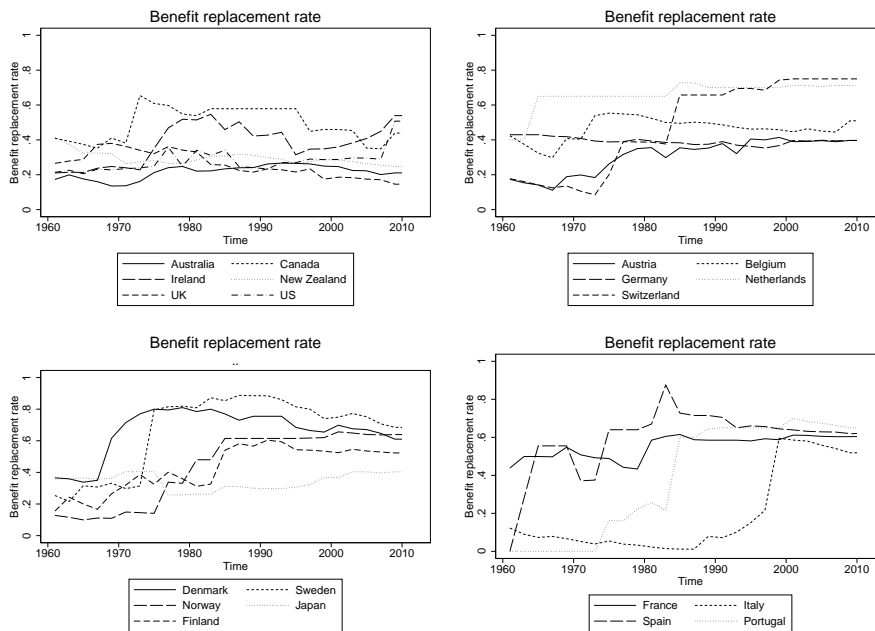 Benefit replacement rate
Benefit replacement rate
0 .2 .4 .6 .8 1
1960 1970 1980 1990 2000 2010
Time
Australia Canada
Ireland New Zealand
UK US
Benefit replacement rate
Benefit replacement rate
0 .2 .4 .6 .8 1
1960 1970 1980 1990 2000 2010
Time
Austria Belgium
Germany Netherlands
Switzerland
Benefit replacement rate
..
Benefit replacement rate
0 .2 .4 .6 .8 1
1960 1970 1980 1990 2000 2010
Time
Denmark Sweden
Norway Japan
Finland
Benefit replacement rate
Benefit replacement rate
0 .2 .4 .6 .8 1
1960 1970 1980 1990 2000 2010
Time
France Italy
Spain Portugal